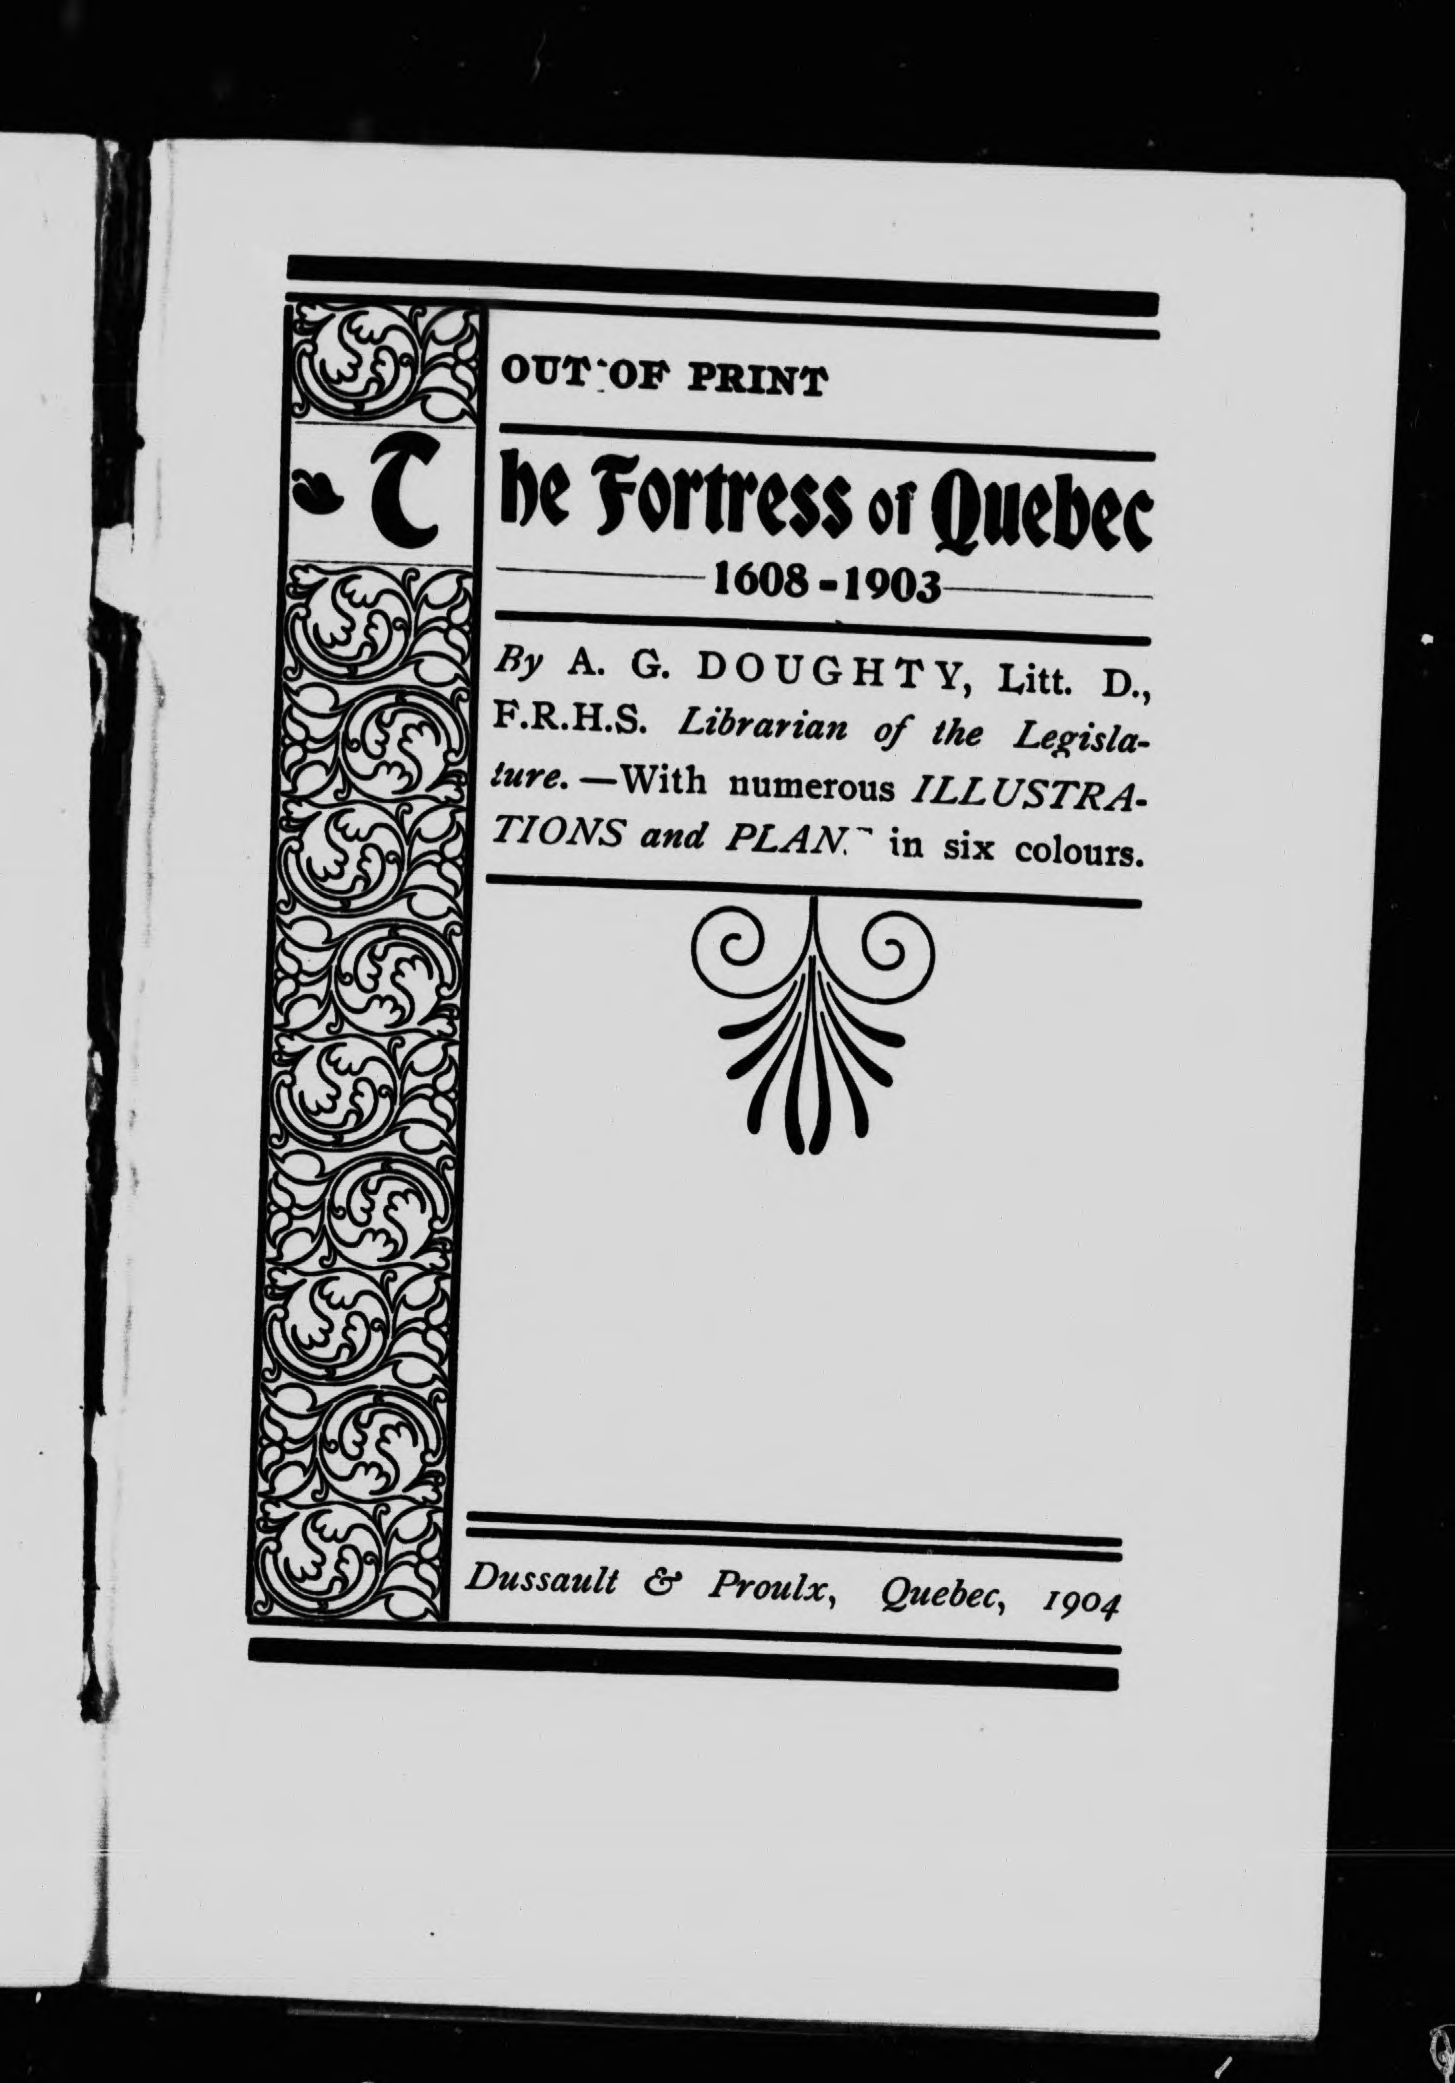 OUT OF PRINT
The Fortress of Quebec
1608-1903
By A. G. DOUGHTY, Litt. D.,
F.R.H.S. Librarian of the Legisla-
ture. —With numerous ILLUSTRA-
TIONS and PLAN. in six colours.
Dussault & Proulx, Quebec, 1904